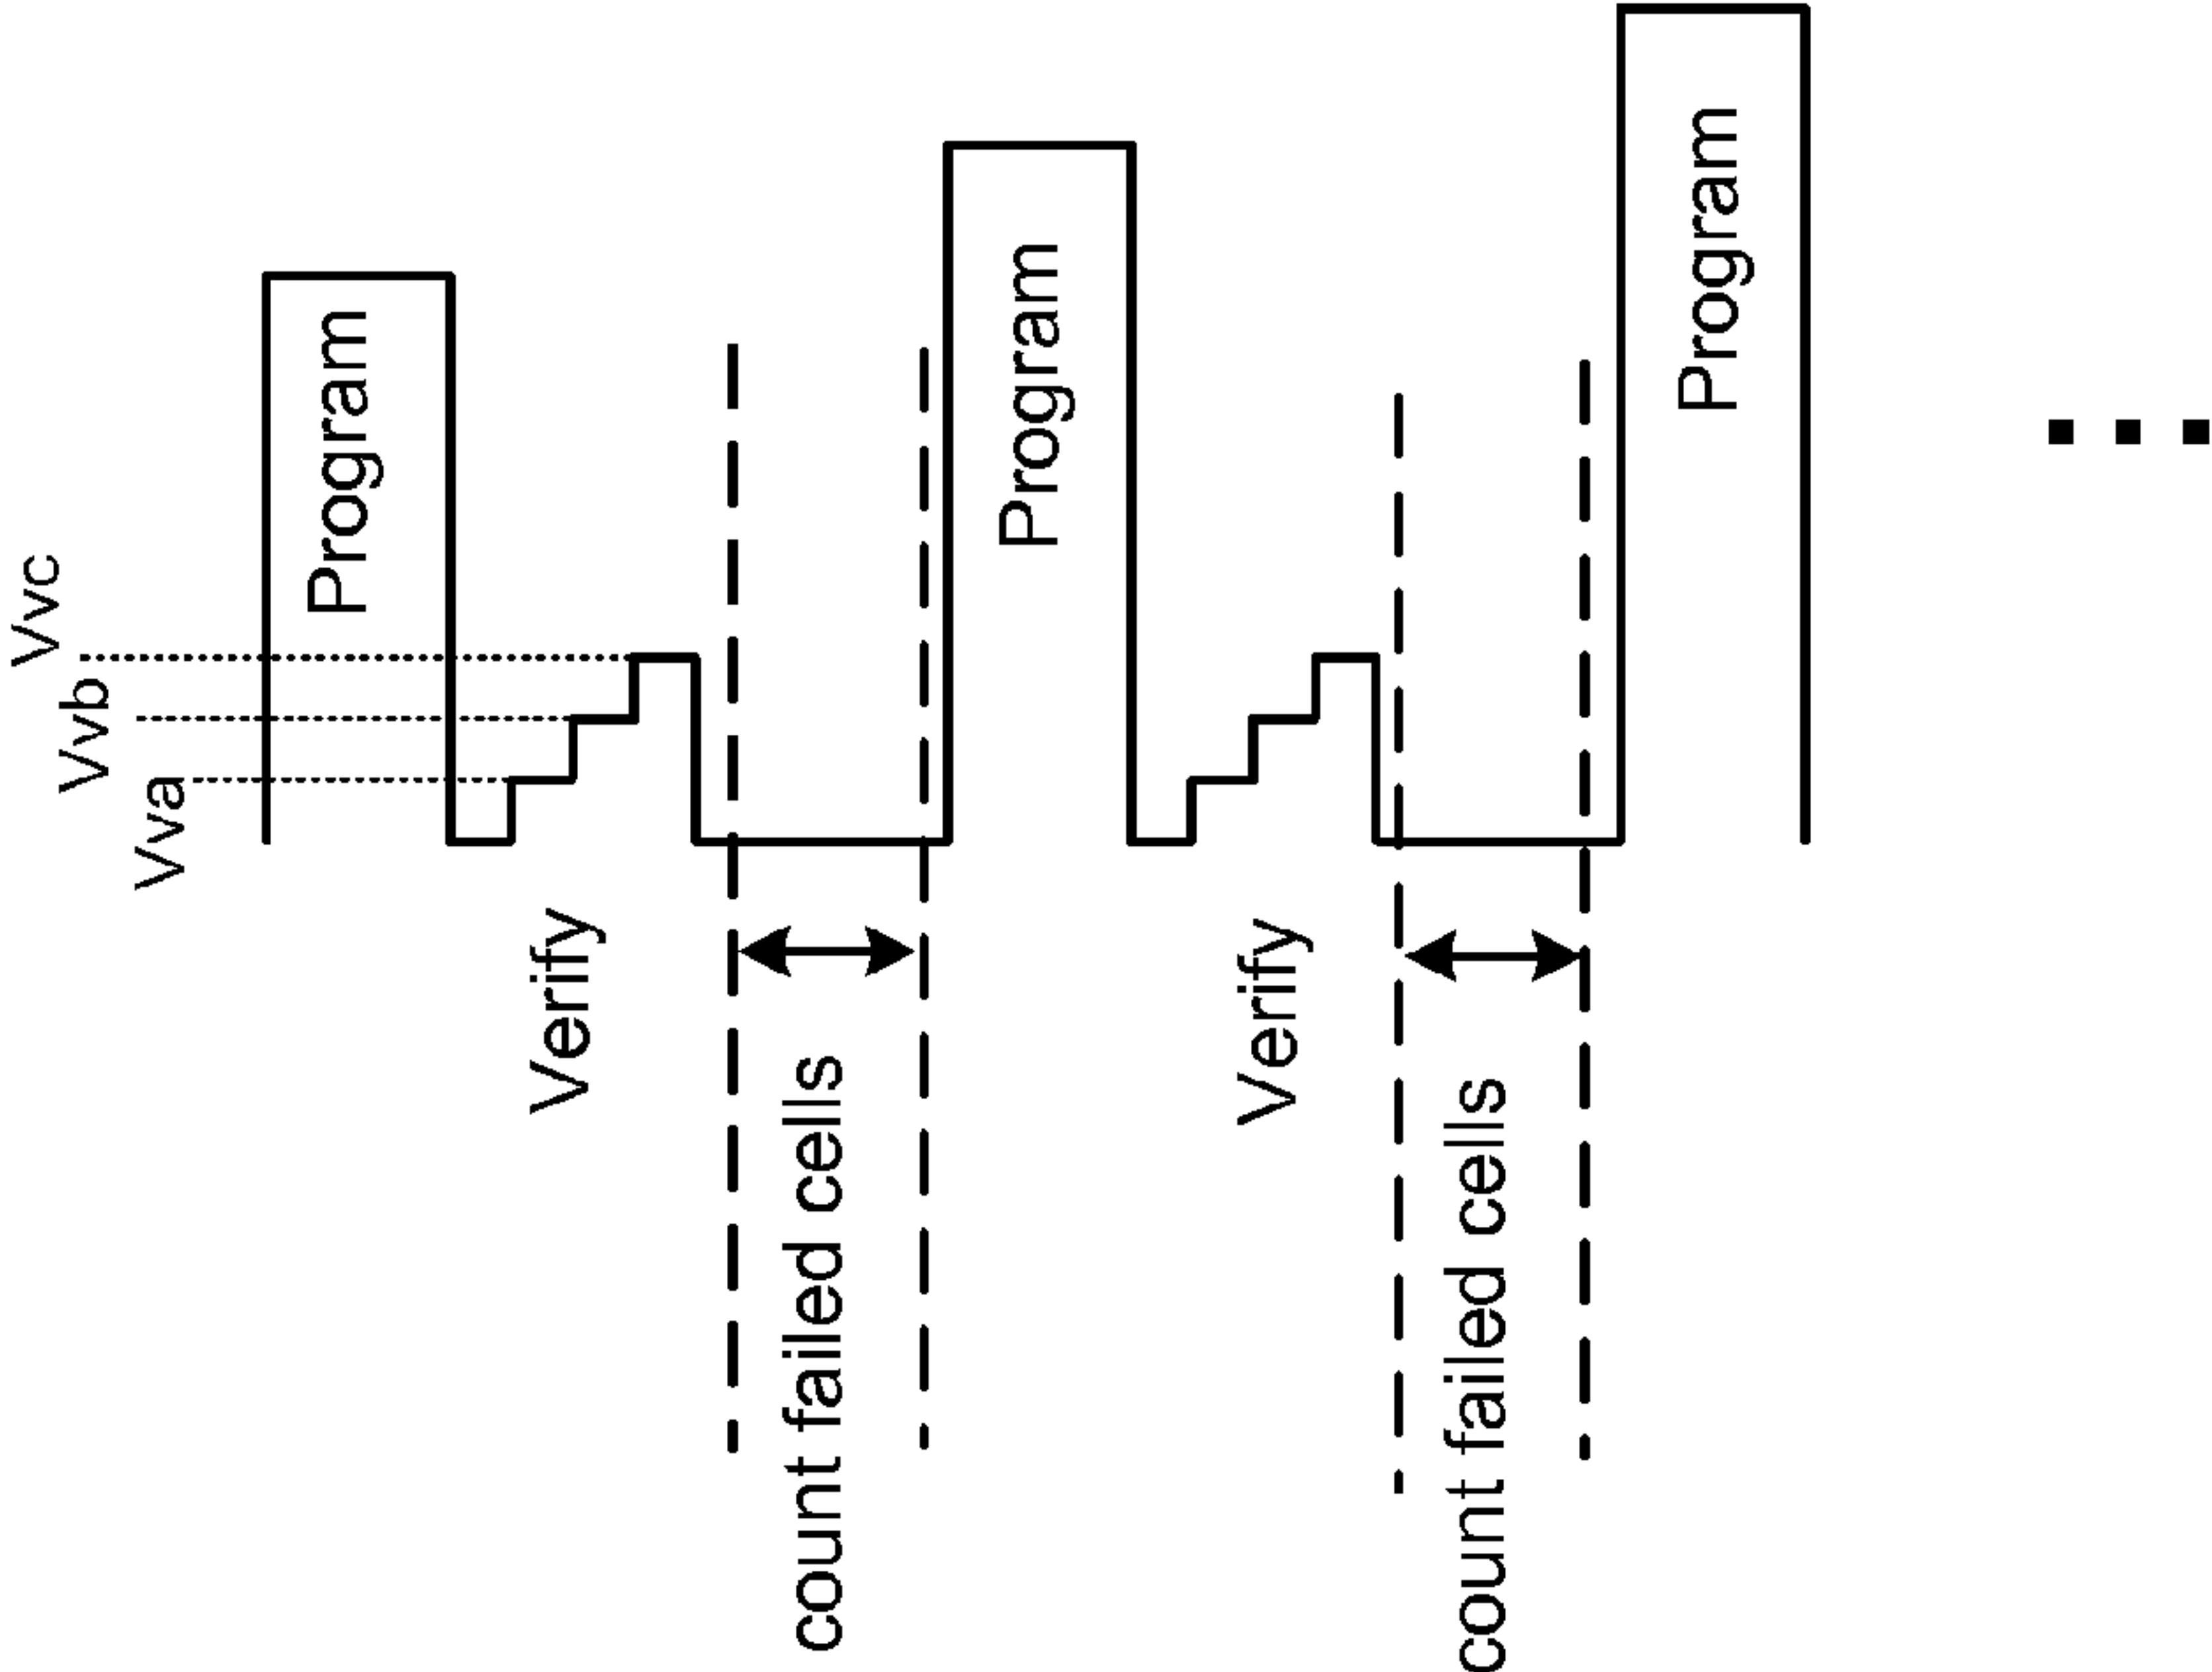 Vvc
Vvb
Vva
Program
Verify
count failed cells
Program
Verify
count failed cells
Program